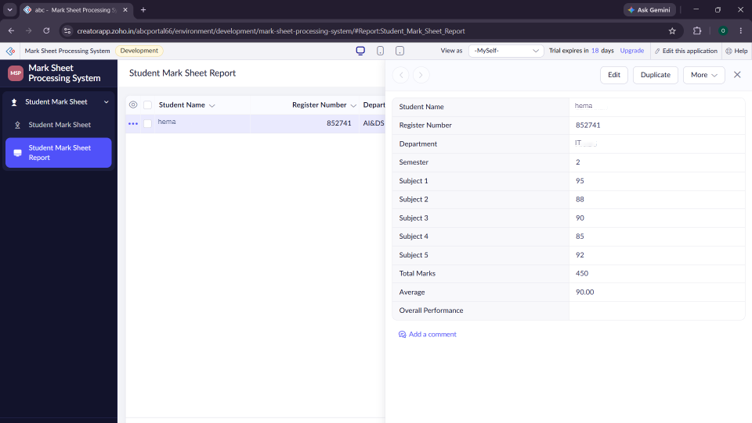 abc - Mark Sheet Processing S
Ask Gemini
creatorapp.zoho.in/abcportal66/environment/development/mark-sheet-processing-system/#Report:Student_Mark_Sheet_Report
Mark Sheet Processing System
Development
View as
-MySelf-
Trial expires in 18 days
Upgrade
Edit this application
Help
MSP
Mark Sheet
Processing System
Student Mark Sheet
Student Mark Sheet
Student Mark Sheet
Report
Student Mark Sheet Report
Student Name
Register Number
Depart
hema
852741
AI&DS
Edit
Duplicate
More
Student Name hema
Register Number 852741
Department IT
Semester 2
Subject 1 95
Subject 2 88
Subject 3 90
Subject 4 85
Subject 5 92
Total Marks 450
Average 90.00
Overall Performance
Add a comment